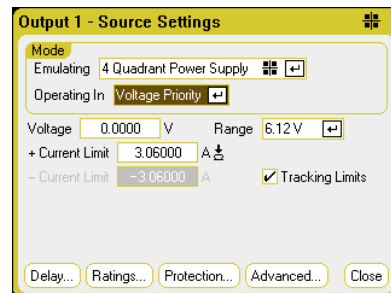 Output 1 - Source Settings
Mode
Emulating 4 Quadrant Power Supply
Operating In Voltage Priority
Voltage 0.0000 V Range 6.12 V
+ Current Limit 3.06000 A
- Current Limit -3.06000 A Tracking Limits
Delay... Ratings... Protection... Advanced... Close